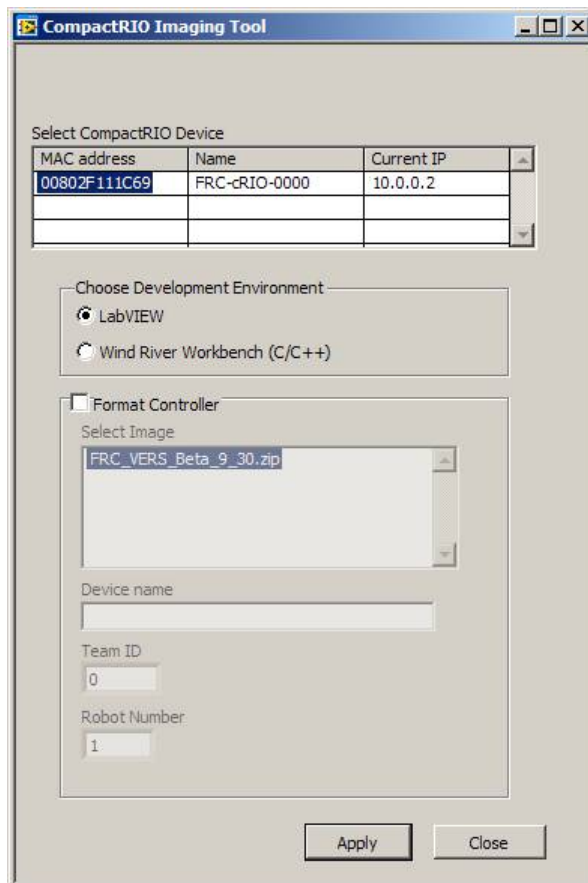 CompactRIO Imaging Tool
Select CompactRIO Device
MAC address Name Current IP
00802F111C69 FRC-cRIO-0000 10.0.0.2
Choose Development Environment
LabVIEW
Wind River Workbench (C/C++)
Format Controller
Select Image
FRC_VERS_Beta_9_30.zip
Device name
Team ID
0
Robot Number
1
Apply Close